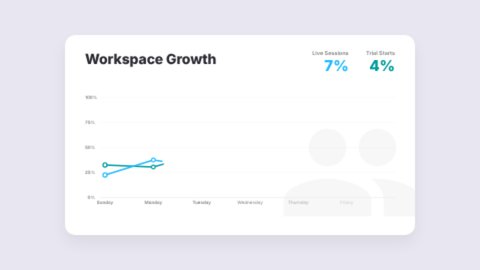 Workspace Growth
Live Sessions
7%
Trial Starts
4%
100%
75%
50%
25%
0%
Sunday
Monday
Tuesday
Wednesday
Thursday
Friday